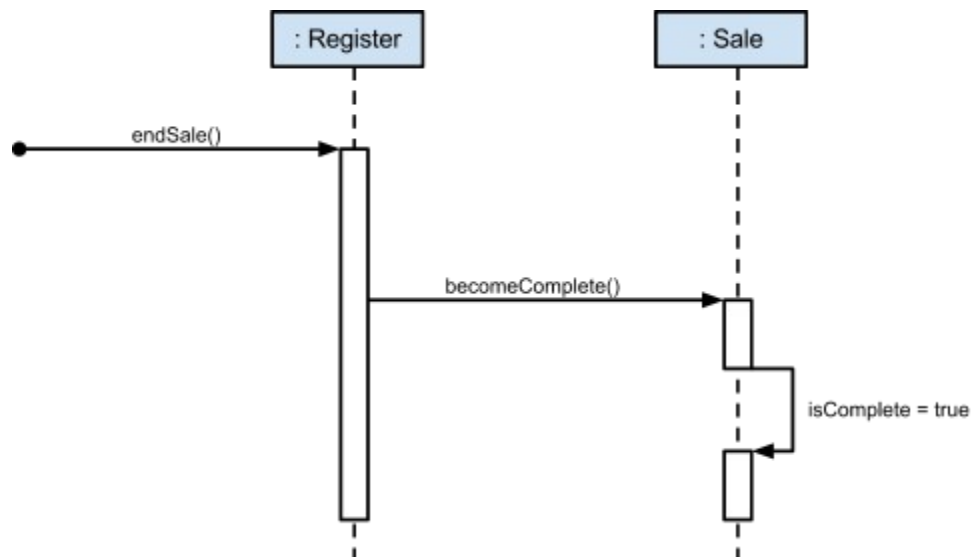 : Register
: Sale
endSale()
becomeComplete()
isComplete = true